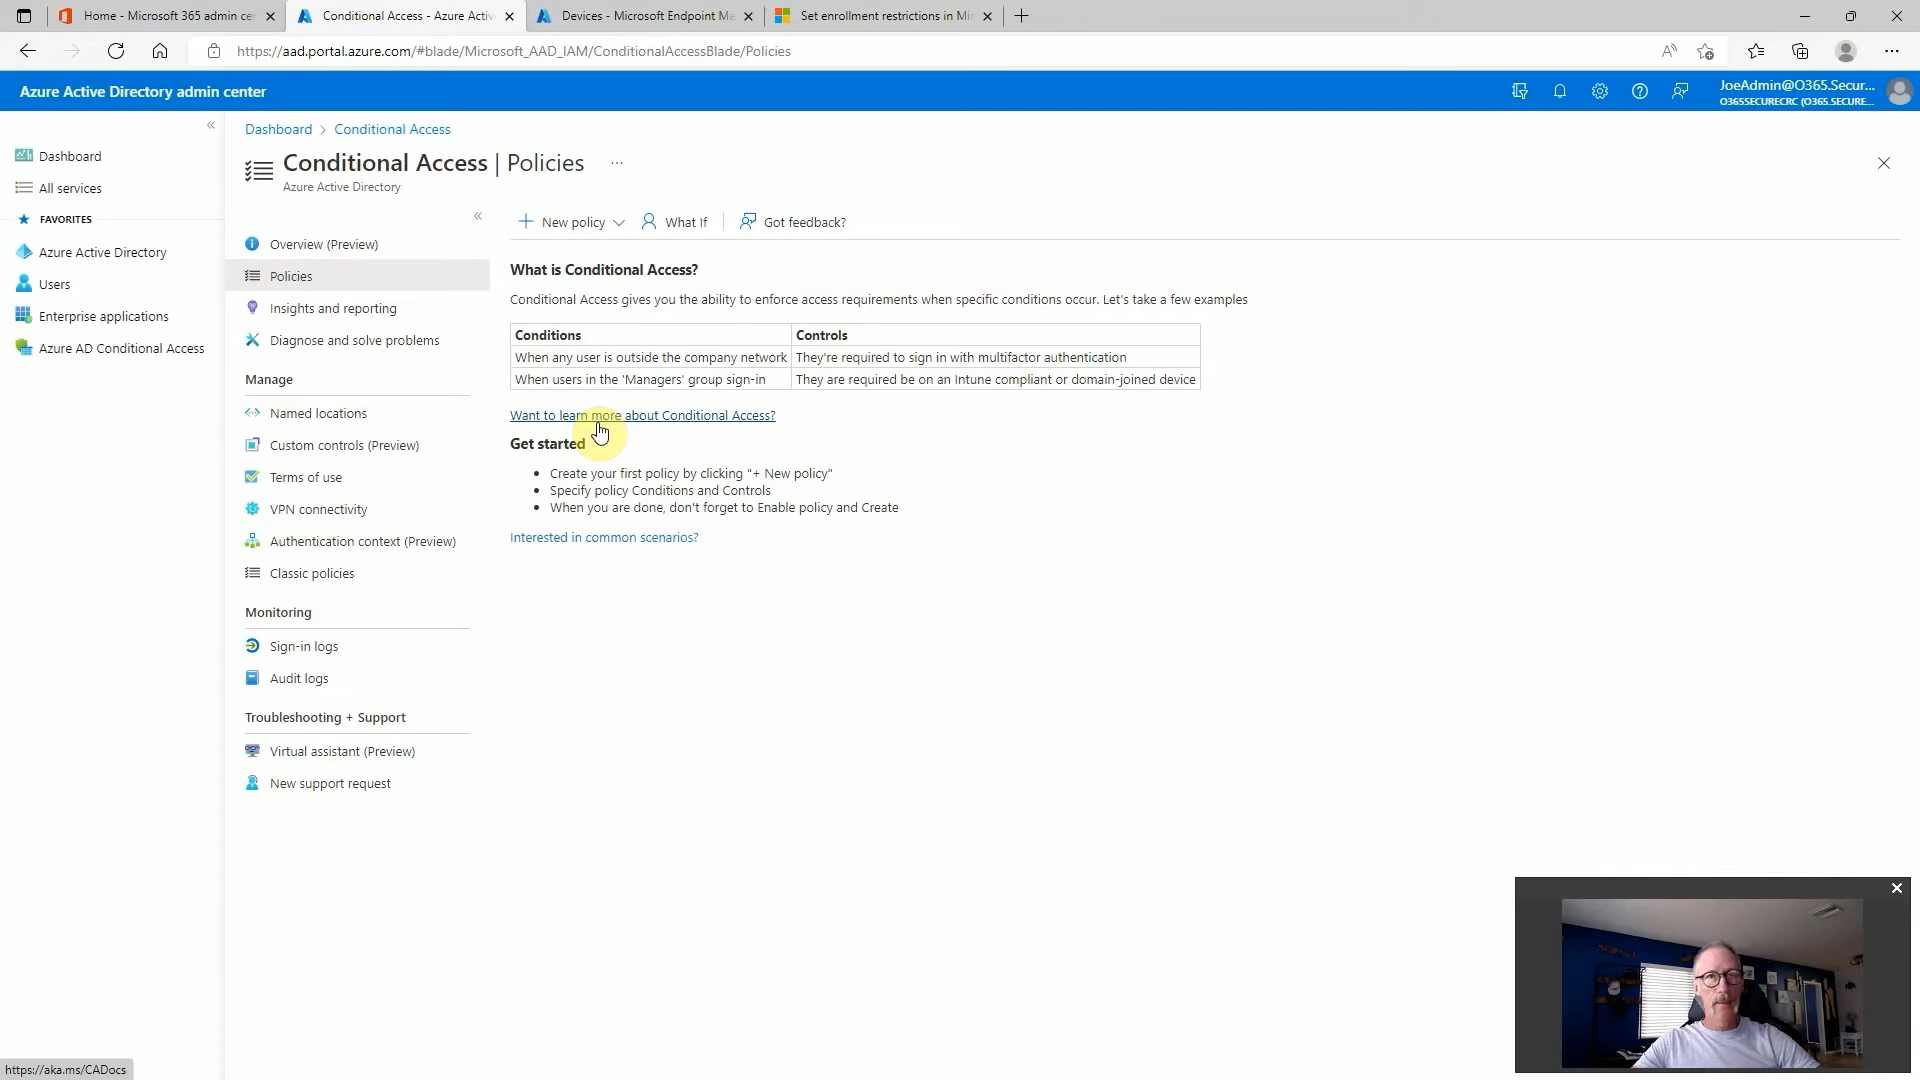 Home - Microsoft 365 admin ce
Conditional Access - Azure Activ
Devices - Microsoft Endpoint Ma
Set enrollment restrictions in Mi
https://aad.portal.azure.com/#blade/Microsoft_AAD_IAM/ConditionalAccessBlade/Policies
Azure Active Directory admin center
JoeAdmin@O365.Secur...
O365SECURECRC (O365.SECURE...
Dashboard
All services
FAVORITES
Azure Active Directory
Users
Enterprise applications
Azure AD Conditional Access
Dashboard > Conditional Access
Conditional Access | Policies ...
Azure Active Directory
Overview (Preview)
Policies
Insights and reporting
Diagnose and solve problems
Manage
Named locations
Custom controls (Preview)
Terms of use
VPN connectivity
Authentication context (Preview)
Classic policies
Monitoring
Sign-in logs
Audit logs
Troubleshooting + Support
Virtual assistant (Preview)
New support request
New policy
What If
Got feedback?
What is Conditional Access?
Conditional Access gives you the ability to enforce access requirements when specific conditions occur. Let's take a few examples
Conditions Controls
When any user is outside the company network They're required to sign in with multifactor authentication
When users in the 'Managers' group sign-in They are required be on an Intune compliant or domain-joined device
Want to learn more about Conditional Access?
Get started
• Create your first policy by clicking "+ New policy"
• Specify policy Conditions and Controls
• When you are done, don't forget to Enable policy and Create
Interested in common scenarios?
https://aka.ms/CADocs